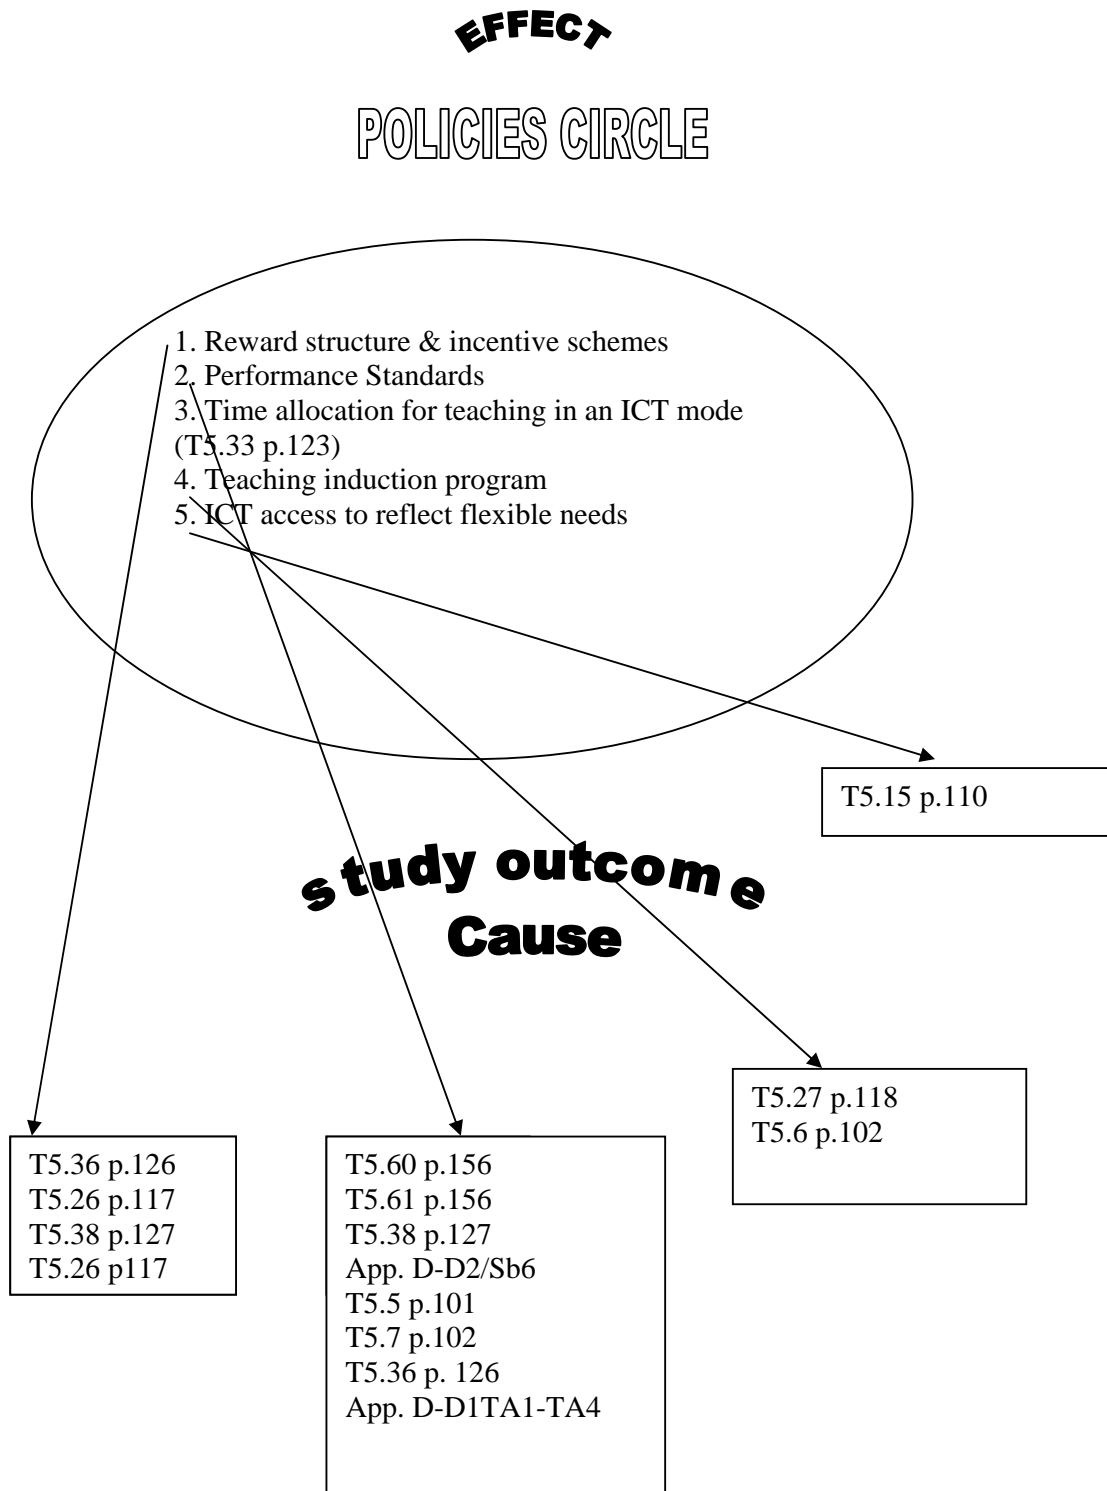 EFFECT
POLICIES CIRCLE
1. Reward structure & incentive schemes
2. Performance Standards
3. Time allocation for teaching in an ICT mode
(T5.33 p.123)
4. Teaching induction program
5. ICT access to reflect flexible needs
T5.15 p.110
study outcome
Cause
T5.27 p.118
T5.6 p.102
T5.36 p.126
T5.26 p.117
T5.38 p.127
T5.26 p117
T5.60 p.156
T5.61 p.156
T5.38 p.127
App. D-D2/Sb6
T5.5 p.101
T5.7 p.102
T5.36 p. 126
App. D-D1TA1-TA4